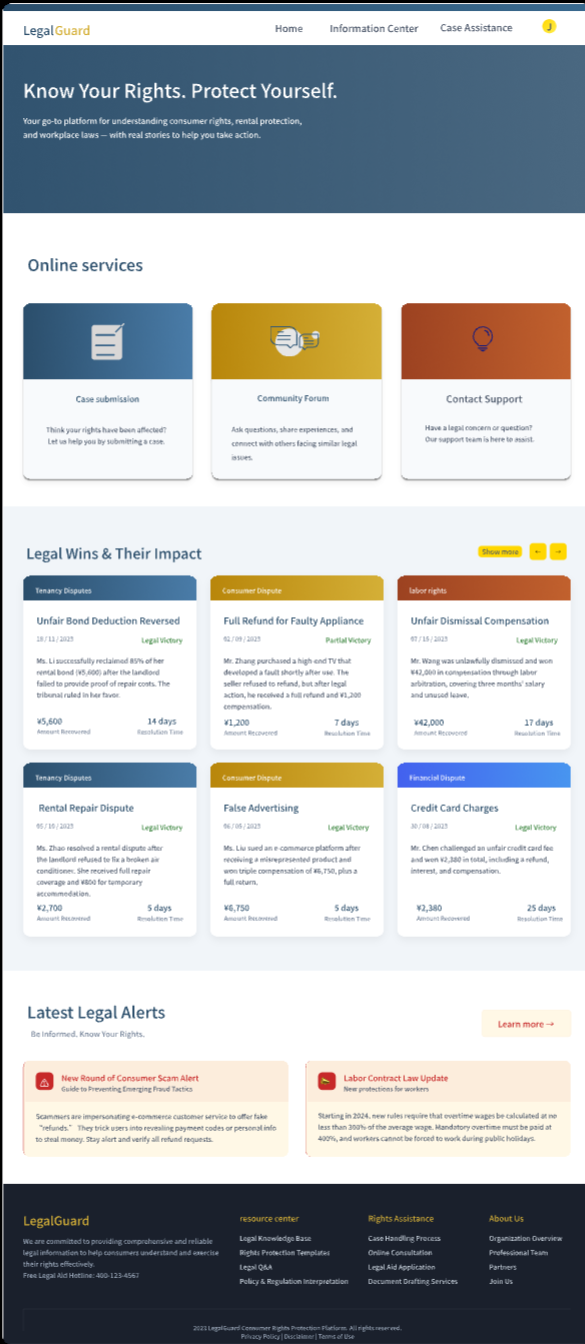 LegalGuard
Home Information Center Case Assistance J
Know Your Rights. Protect Yourself.
Your go-to platform for understanding consumer rights, rental protection,
and workplace laws — with real stories to help you take action.
Online services
Case submission
Think your rights have been affected?
Let us help you by submitting a case.
Community Forum
Ask questions, share experiences, and
connect with others facing similar legal
issues.
Contact Support
Have a legal concern or question?
Our support team is here to assist.
Legal Wins & Their Impact
Show more ← →
Tenancy Disputes
Unfair Bond Deduction Reversed
18/11/2025 Legal Victory
Ms. Li successfully reclaimed 85% of her
rental bond (¥5,600) after the landlord
failed to provide proof of repair costs. The
tribunal ruled in her favor.
¥5,600 14 days
Amount Recovered Resolution Time
Consumer Dispute
Full Refund for Faulty Appliance
02/09/2025 Partial Victory
Mr. Zhang purchased a high-end TV that
developed a fault shortly after use. The
seller refused to refund, but after legal
action, he received a full refund and ¥1,200
compensation.
¥1,200 7 days
Amount Recovered Resolution Time
labor rights
Unfair Dismissal Compensation
Legal Victory
Mr. Wang was unlawfully dismissed and won
¥42,000 in compensation through labor
arbitration, covering three months' salary
and unused leave.
¥42,000 17 days
Amount Recovered Resolution Time
Tenancy Disputes
Rental Repair Dispute
Legal Victory
Ms. Zhao resolved a rental dispute after
the landlord refused to fix a broken air
conditioner. She received full repair
coverage and ¥800 for temporary
accommodation.
¥2,700 5 days
Amount Recovered Resolution Time
Consumer Dispute
False Advertising
Legal Victory
Ms. Liu sued an e-commerce platform after
receiving a misrepresented product and
won triple compensation of ¥6,750, plus a
full return.
¥6,750 5 days
Amount Recovered Resolution Time
Financial Dispute
Credit Card Charges
30/08/2025 Legal Victory
Mr. Chen challenged an unfair credit card fee
and won ¥2,380 in total, including a refund,
interest, and compensation.
¥2,380 25 days
Amount Recovered Resolution Time
Latest Legal Alerts
Be Informed. Know Your Rights.
Learn more →
New Round of Consumer Scam Alert
Guide to Preventing Emerging Fraud Tactics
Scammers are impersonating e-commerce customer service to offer fake
"refunds." They trick users into revealing payment codes or personal info
to steal money. Stay alert and verify all refund requests.
Labor Contract Law Update
New protections for workers
Starting in 2024, new rules require that overtime wages be calculated at no
less than 300% of the average wage. Mandatory overtime must be paid at
400%, and workers cannot be forced to work during public holidays.
LegalGuard
We are committed to providing comprehensive and reliable
legal information to help consumers understand and exercise
their rights effectively.
Free Legal Aid Hotline: 400-123-4567
resource center
Legal Knowledge Base
Rights Protection Templates
Legal Q&A
Policy & Regulation Interpretation
Rights Assistance
Case Handling Process
Online Consultation
Legal Aid Application
Document Drafting Services
About Us
Organization Overview
Professional Team
Partners
Join Us
2023 LegalGuard Consumer Rights Protection Platform. All rights reserved.
Privacy Policy | Disclaimer | Terms of Use